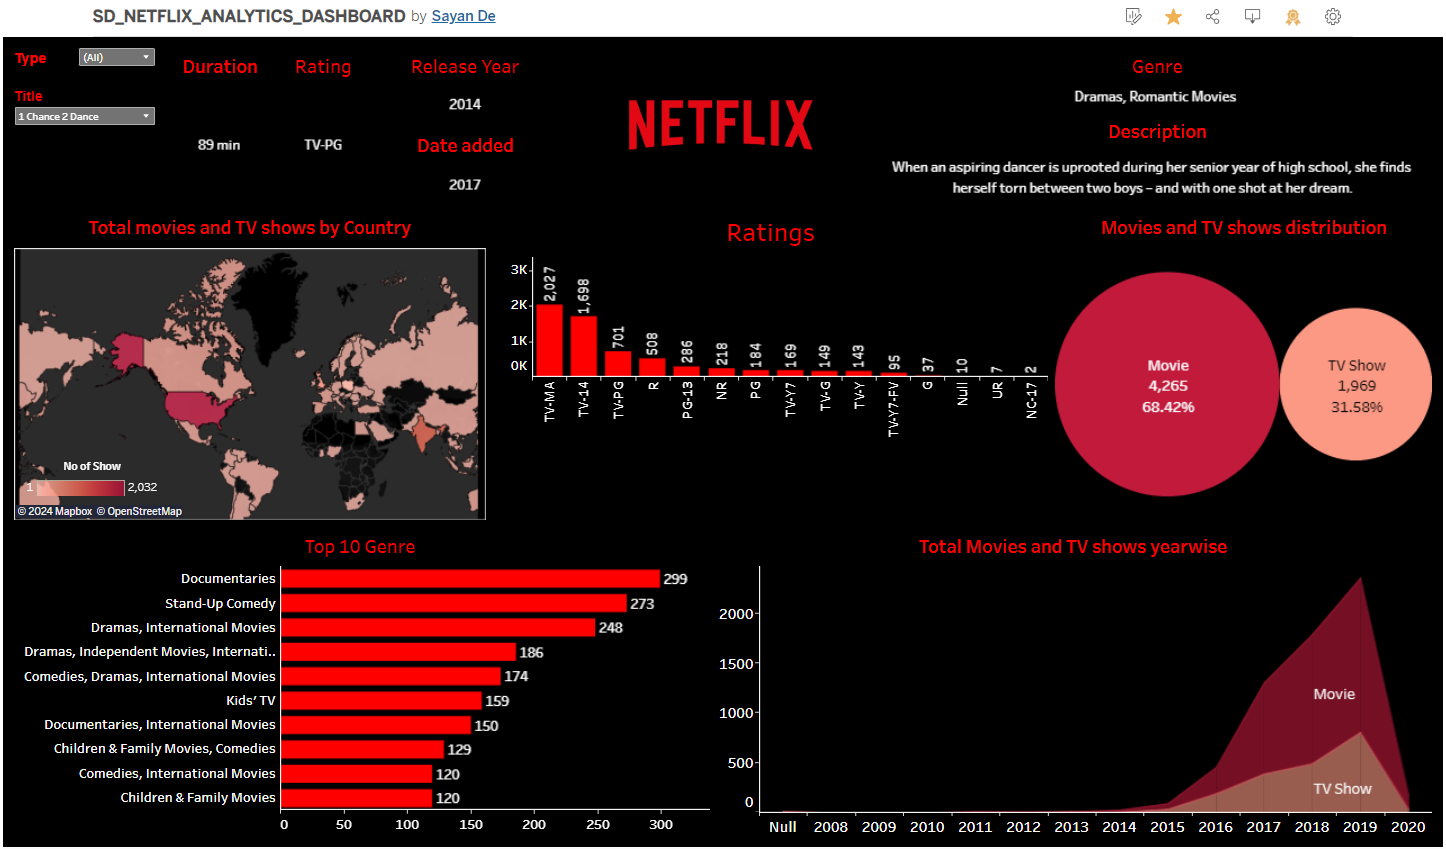 SD_NETFLIX_ANALYTICS_DASHBOARD by Sayan De
Type
(All)
Title
1 Chance 2 Dance
Duration
89 min
Rating
TV-PG
Release Year
2014
Date added
2017
NETFLIX
Genre
Dramas, Romantic Movies
Description
When an aspiring dancer is uprooted during her senior year of high school, she finds
herself torn between two boys – and with one shot at her dream.
Total movies and TV shows by Country
No of Show
1
2,032
© 2024 Mapbox © OpenStreetMap
Ratings
3K
2K
1K
0K
2,027
1,698
701
508
286
218
184
169
149
143
95
37
10
7
2
TV-MA
TV-14
TV-PG
R
PG-13
NR
PG
TV-Y7
TV-G
TV-Y
TV-Y7-FV
G
Null
UR
NC-17
Movies and TV shows distribution
Movie
4,265
68.42%
TV Show
1,969
31.58%
Top 10 Genre
Documentaries 299
Stand-Up Comedy 273
Dramas, International Movies 248
Dramas, Independent Movies, Internati.. 186
Comedies, Dramas, International Movies 174
Kids' TV 159
Documentaries, International Movies 150
Children & Family Movies, Comedies 129
Comedies, International Movies 120
Children & Family Movies 120
0 50 100 150 200 250 300
Total Movies and TV shows yearwise
2000
1500
1000
500
0
Movie
TV Show
Null 2008 2009 2010 2011 2012 2013 2014 2015 2016 2017 2018 2019 2020